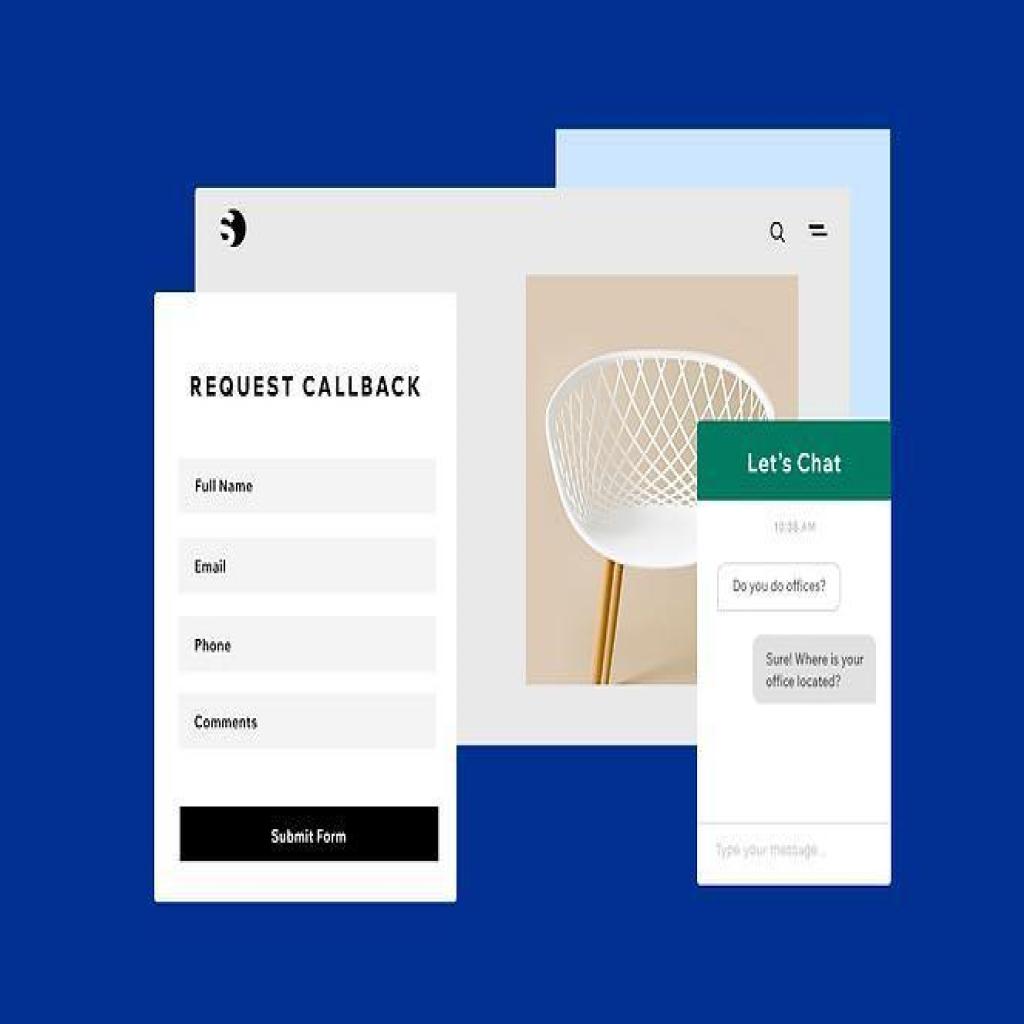 S
REQUEST CALLBACK
Full Name
Email
Phone
Comments
Submit Form
Let's Chat
10:38 AM
Do you do offices?
Sure! Where is your
office located?
Type your message...